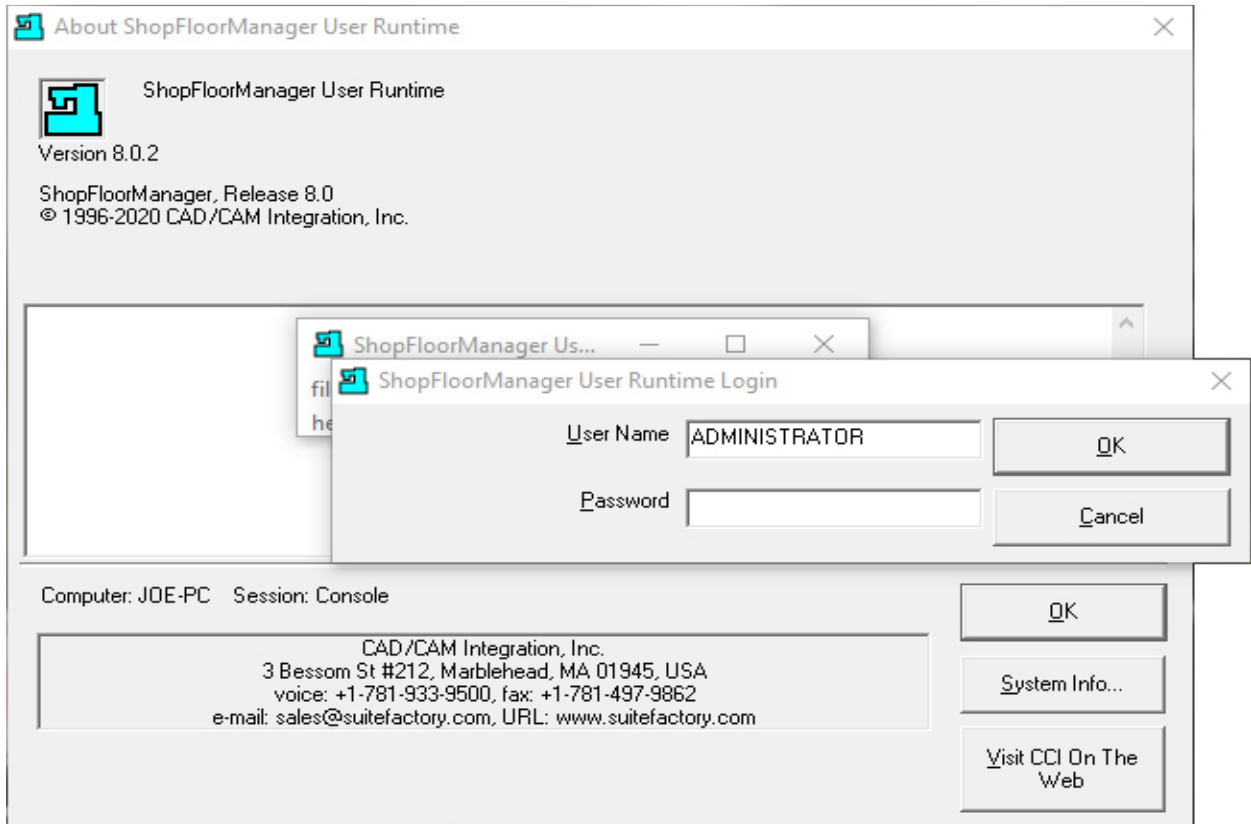 About ShopFloorManager User Runtime
ShopFloorManager User Runtime
Version 8.0.2
ShopFloorManager, Release 8.0
© 1996-2020 CAD/CAM Integration, Inc.
ShopFloorManager Us...
fil
he
ShopFloorManager User Runtime Login
User Name
ADMINISTRATOR
OK
Password
Cancel
Computer: JOE-PC Session: Console
OK
CAD/CAM Integration, Inc.
3 Bessom St #212, Marblehead, MA 01945, USA
voice: +1-781-933-9500, fax: +1-781-497-9862
e-mail: sales@suitefactory.com, URL: www.suitefactory.com
System Info...
Visit CCI On The
Web